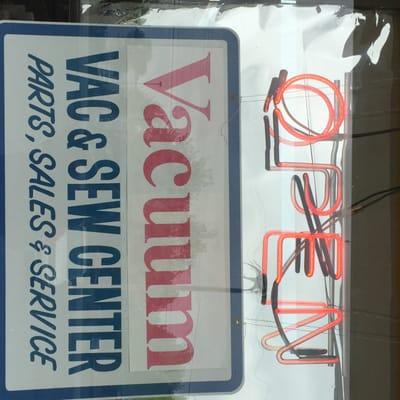 OPEN
Vacuum
VAC & SEW CENTER
PARTS, SALES & SERVICE